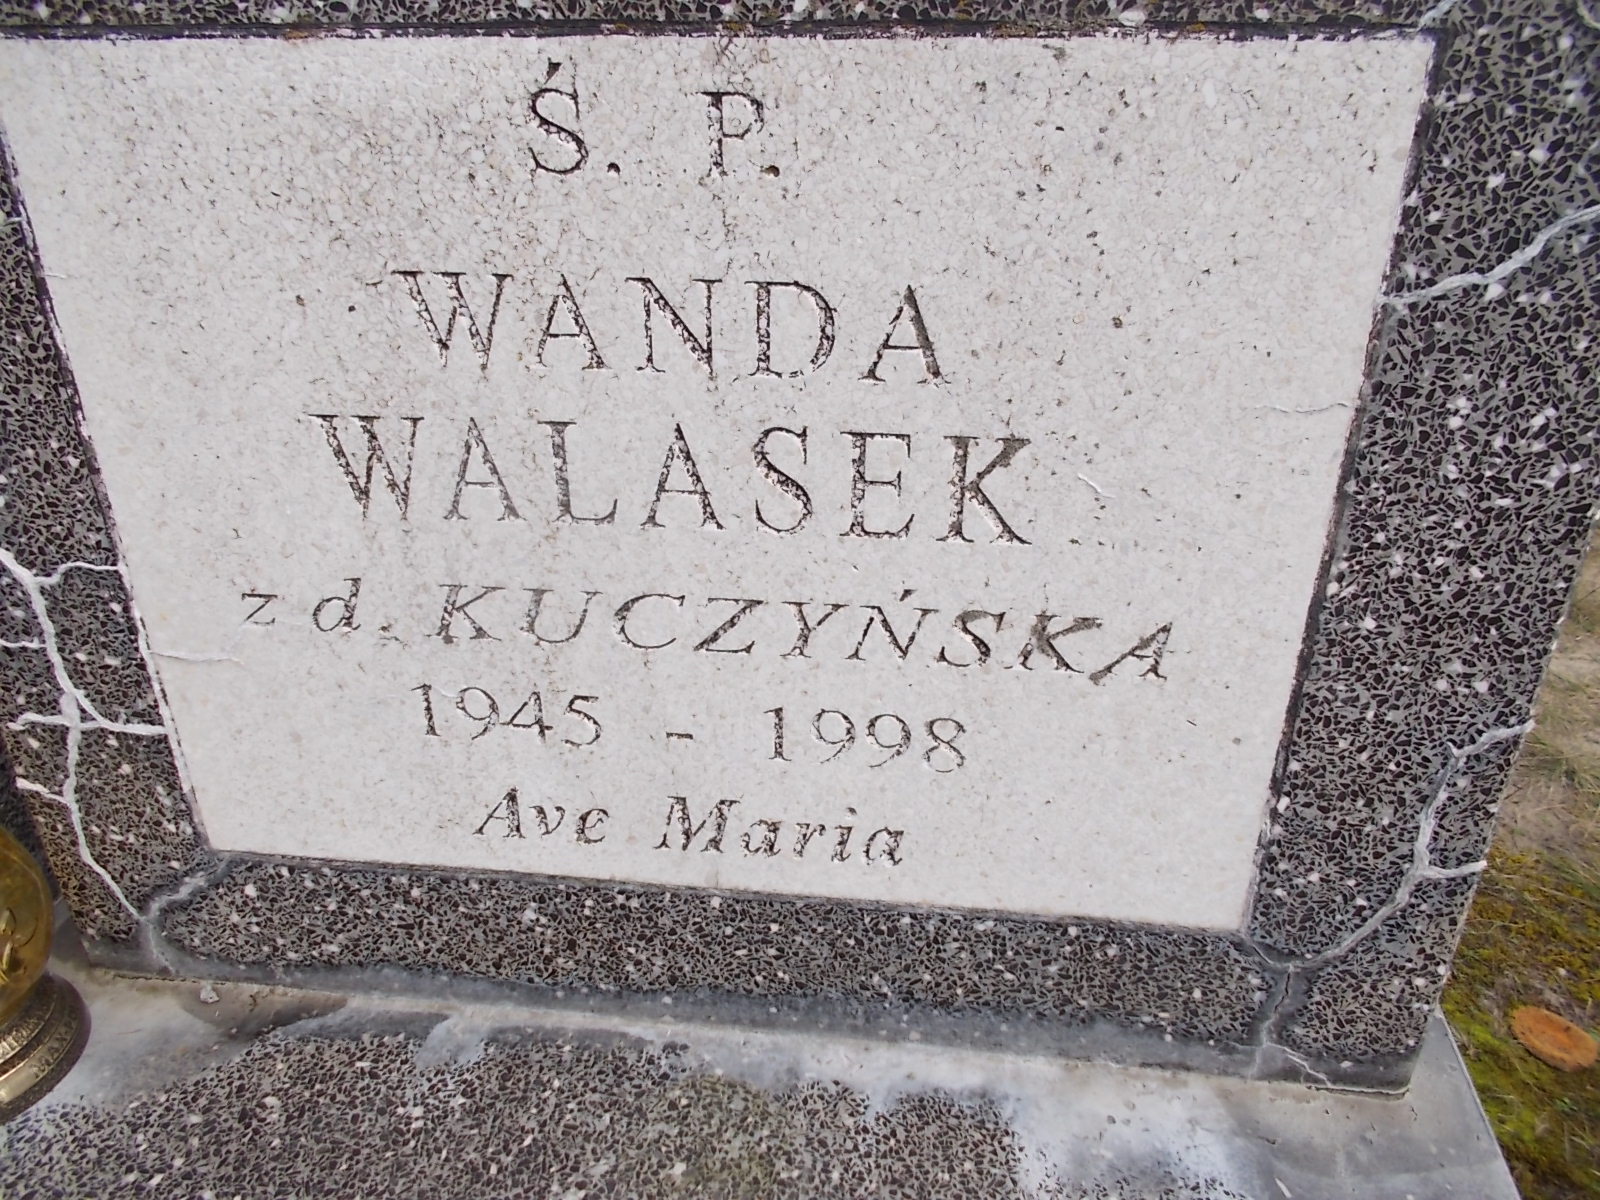 Ś. P.
WANDA
WALASEK
z d. KUCZYŃSKA
1945 - 1998
Ave Maria